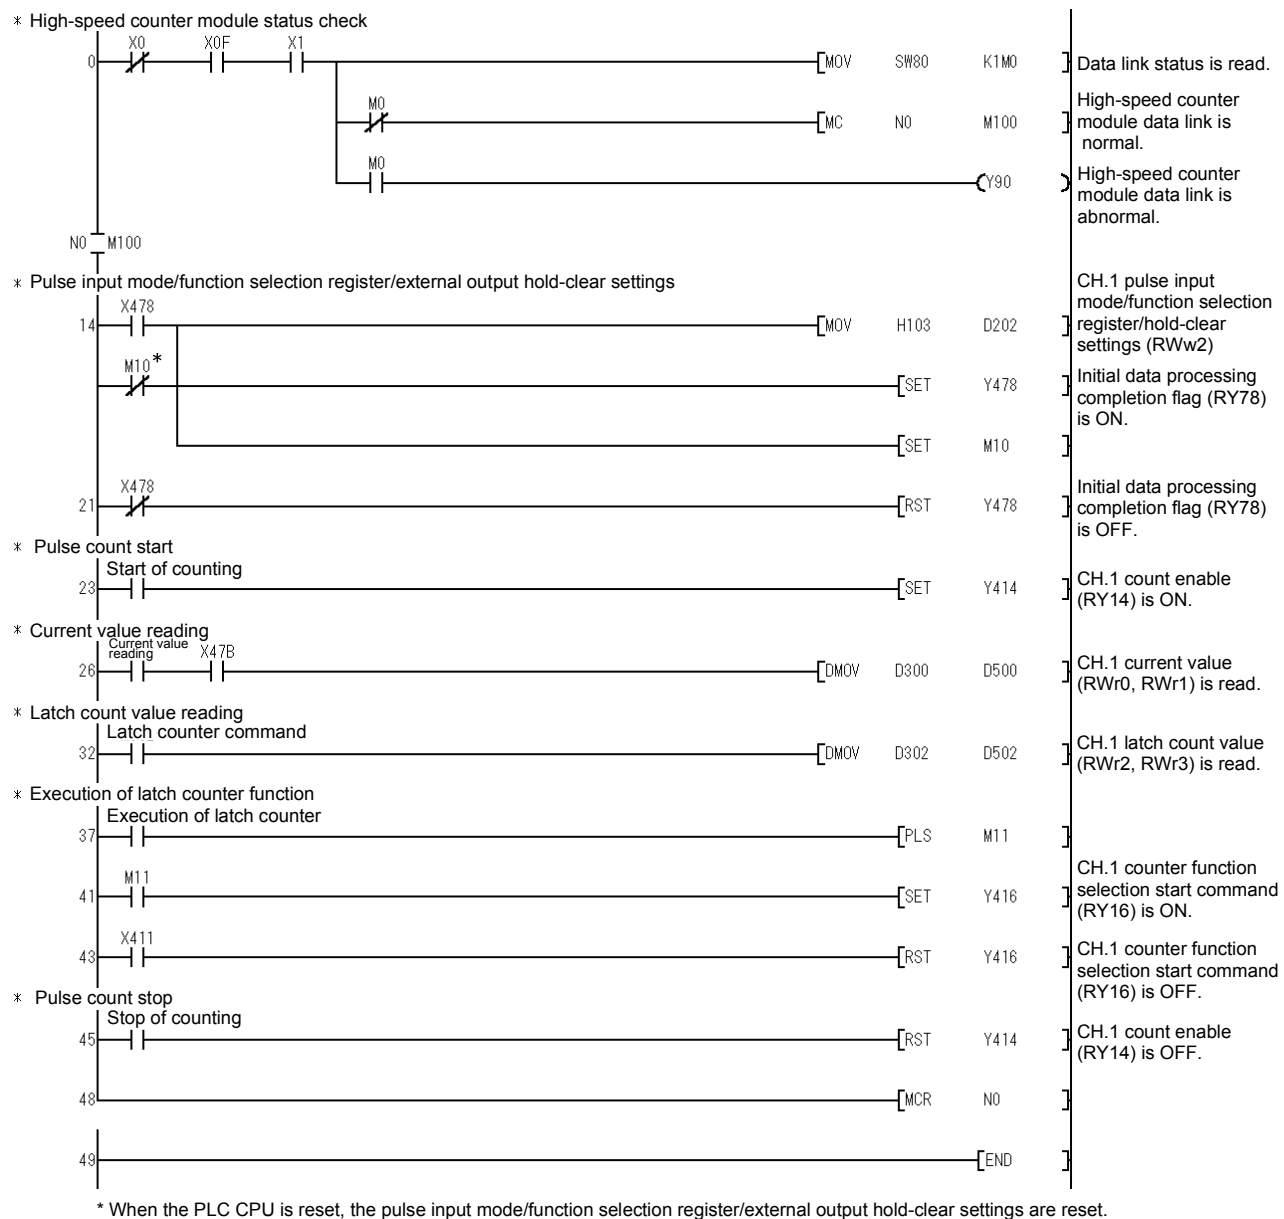 * High-speed counter module status check
X0 X0F X1
0 MOV SW80 K1M0 Data link status is read.
M0
MC N0 M100
High-speed counter
module data link is
normal.
M0
Y90
High-speed counter
module data link is
abnormal.
N0 M100
* Pulse input mode/function selection register/external output hold-clear settings
X478
14 MOV H103 D202
CH.1 pulse input
mode/function selection
register/hold-clear
settings (RWw2)
M10*
SET Y478
Initial data processing
completion flag (RY78)
is ON.
SET M10
X478
21 RST Y478
Initial data processing
completion flag (RY78)
is OFF.
* Pulse count start
Start of counting
23 SET Y414
CH.1 count enable
(RY14) is ON.
* Current value reading
Current value
reading X47B
26 DMOV D300 D500
CH.1 current value
(RWr0, RWr1) is read.
* Latch count value reading
Latch counter command
32 DMOV D302 D502
CH.1 latch count value
(RWr2, RWr3) is read.
* Execution of latch counter function
Execution of latch counter
37 PLS M11
M11
41 SET Y416
CH.1 counter function
selection start command
(RY16) is ON.
X411
43 RST Y416
CH.1 counter function
selection start command
(RY16) is OFF.
* Pulse count stop
Stop of counting
45 RST Y414
CH.1 count enable
(RY14) is OFF.
48 MCR N0
49 END
* When the PLC CPU is reset, the pulse input mode/function selection register/external output hold-clear settings are reset.